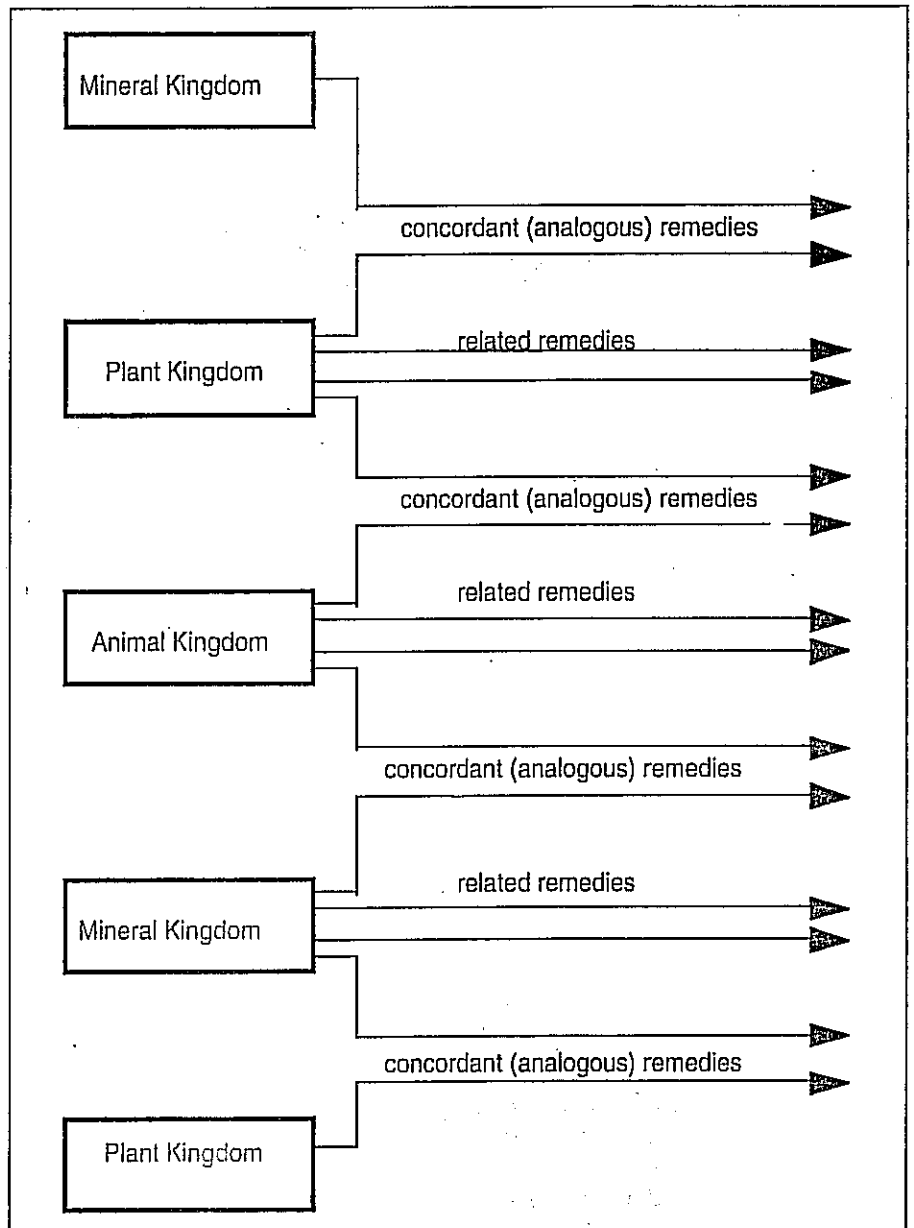 Mineral Kingdom
concordant (analogous) remedies
related remedies
Plant Kingdom
concordant (analogous) remedies
related remedies
Animal Kingdom
concordant (analogous) remedies
related remedies
Mineral Kingdom
concordant (analogous) remedies
Plant Kingdom